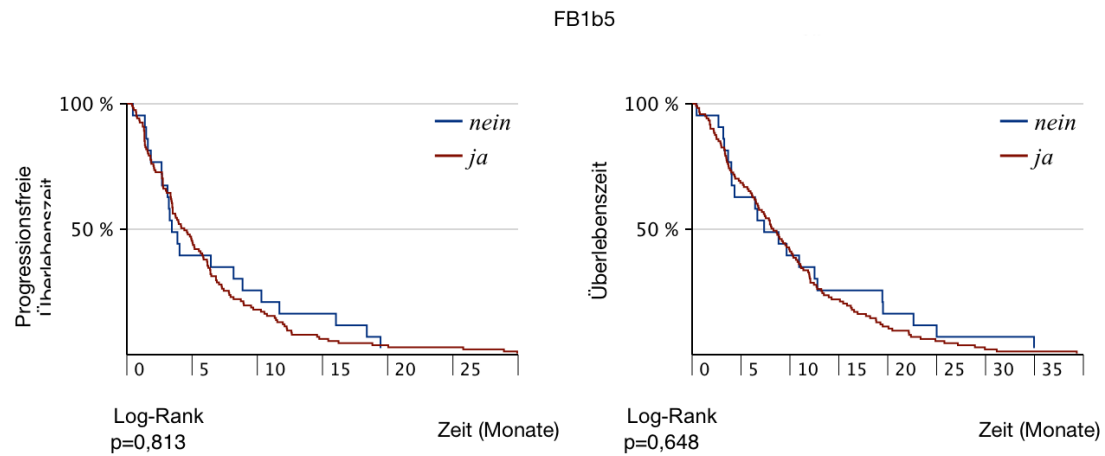 FB1b5
100 %
50 %
nein
ja
Progressionsfreie
Überlebenszeit
0 5 10 15 20 25
Log-Rank
p=0,813
Zeit (Monate)
100 %
50 %
nein
ja
Überlebenszeit
0 5 10 15 20 25 30 35
Log-Rank
p=0,648
Zeit (Monate)